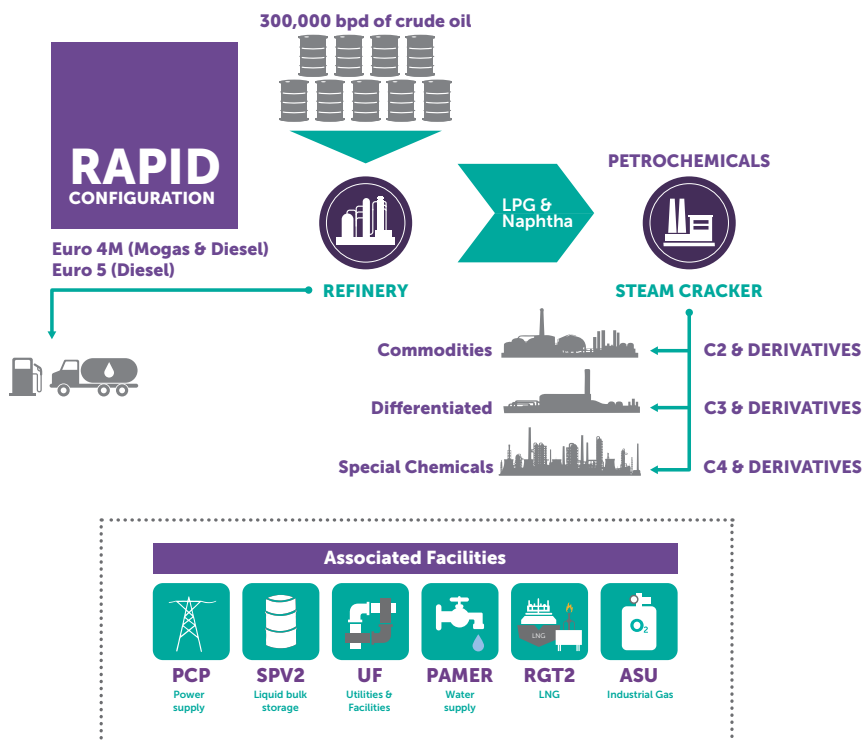 300,000 bpd of crude oil
RAPID
CONFIGURATION
PETROCHEMICALS
LPG &
Naphtha
Euro 4M (Mogas & Diesel)
Euro 5 (Diesel)
REFINERY
STEAM CRACKER
Commodities
C2 & DERIVATIVES
Differentiated
C3 & DERIVATIVES
Special Chemicals
C4 & DERIVATIVES
Associated Facilities
LNG
O2
PCP
Power
supply
SPV2
Liquid bulk
storage
UF
Utilities &
Facilities
PAMER
Water
supply
RGT2
LNG
ASU
Industrial Gas